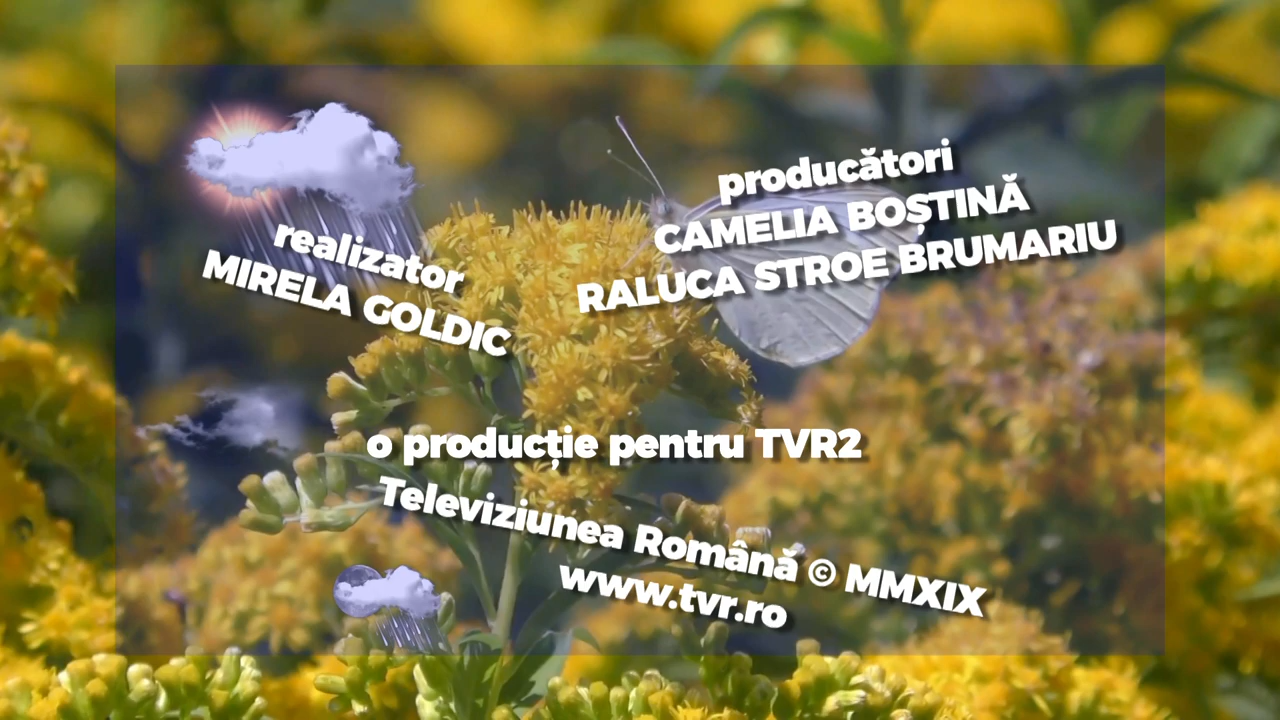 realizator
MIRELA GOLDIC
producători
CAMELIA BOȘTINĂ
RALUCA STROE BRUMARIU
o producție pentru TVR2
Televiziunea Română © MMXIX
www.tvr.ro